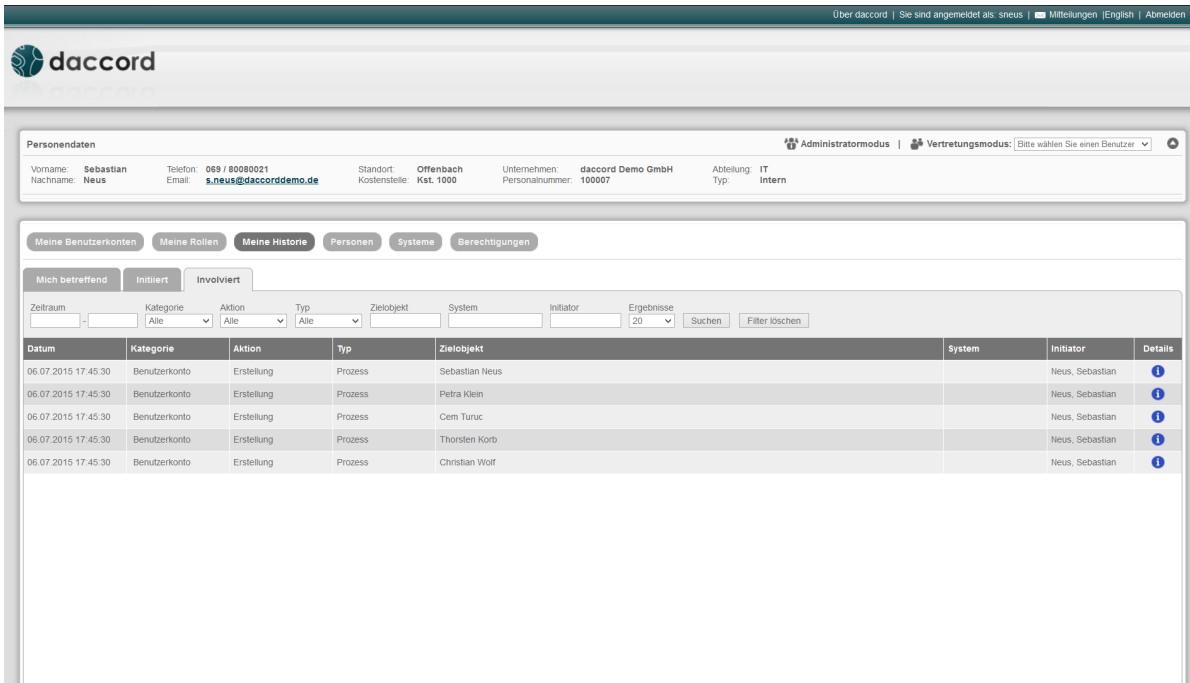 Über daccord | Sie sind angemeldet als: sneus | Mitteilungen |English | Abmelden
daccord
Personendaten Administratormodus | Vertretungsmodus: Bitte wählen Sie einen Benutzer
Vorname: Sebastian Telefon: 069 / 80080021 Standort: Offenbach Unternehmen: daccord Demo GmbH Abteilung: IT
Nachname: Neus Email: s.neus@daccorddemo.de Kostenstelle: Kst. 1000 Personalnummer: 100007 Typ: Intern
Meine Benutzerkonten Meine Rollen Meine Historie Personen Systeme Berechtigungen
Mich betreffend Initiiert Involviert
Zeitraum Kategorie Aktion Typ Zielobjekt System Initiator Ergebnisse
- Alle Alle Alle 20 Suchen Filter löschen
Datum Kategorie Aktion Typ Zielobjekt System Initiator Details
06.07.2015 17:45:30 Benutzerkonto Erstellung Prozess Sebastian Neus Neus, Sebastian
06.07.2015 17:45:30 Benutzerkonto Erstellung Prozess Petra Klein Neus, Sebastian
06.07.2015 17:45:30 Benutzerkonto Erstellung Prozess Cem Turuc Neus, Sebastian
06.07.2015 17:45:30 Benutzerkonto Erstellung Prozess Thorsten Korb Neus, Sebastian
06.07.2015 17:45:30 Benutzerkonto Erstellung Prozess Christian Wolf Neus, Sebastian